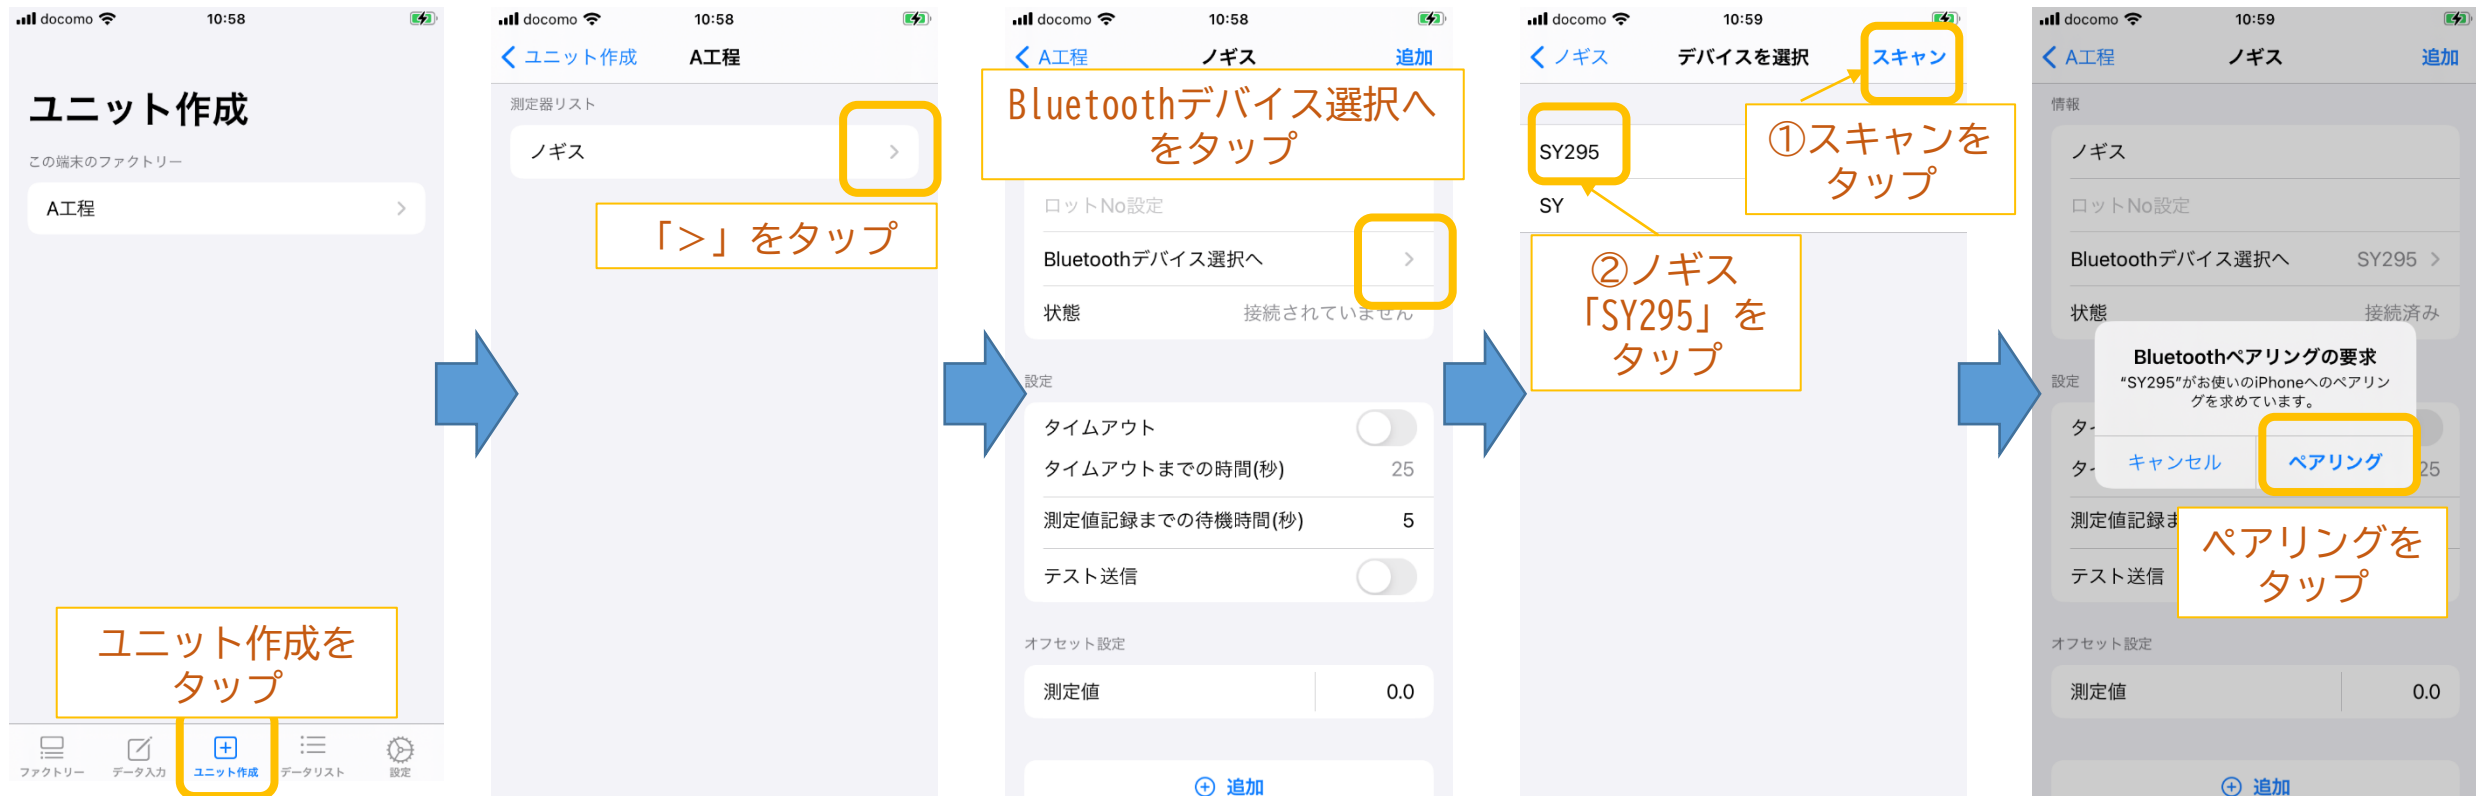 docomo 10:58
ユニット作成
この端末のファクトリー
A工程
ユニット作成を
タップ
ファクトリー データ入力 ユニット作成 データリスト 設定
docomo 10:58
ユニット作成 A工程
測定器リスト
ノギス
「＞」をタップ
docomo 10:58
A工程 ノギス 追加
Bluetoothデバイス選択へ
をタップ
ロットNo設定
Bluetoothデバイス選択へ
状態 接続されていません
設定
タイムアウト
タイムアウトまでの時間(秒) 25
測定値記録までの待機時間(秒) 5
テスト送信
オフセット設定
測定値 0.0
追加
docomo 10:59
ノギス デバイスを選択 スキャン
①スキャンを
タップ
SY295
SY
②ノギス
「SY295」を
タップ
docomo 10:59
A工程 ノギス 追加
情報
ノギス
ロットNo設定
Bluetoothデバイス選択へ SY295
状態 接続済み
Bluetoothペアリングの要求
“SY295”がお使いのiPhoneへのペアリン
グを求めています。
キャンセル ペアリング
設定
タイ
タイ 25
測定値記録ま
ペアリングを
タップ
テスト送信
オフセット設定
測定値 0.0
追加